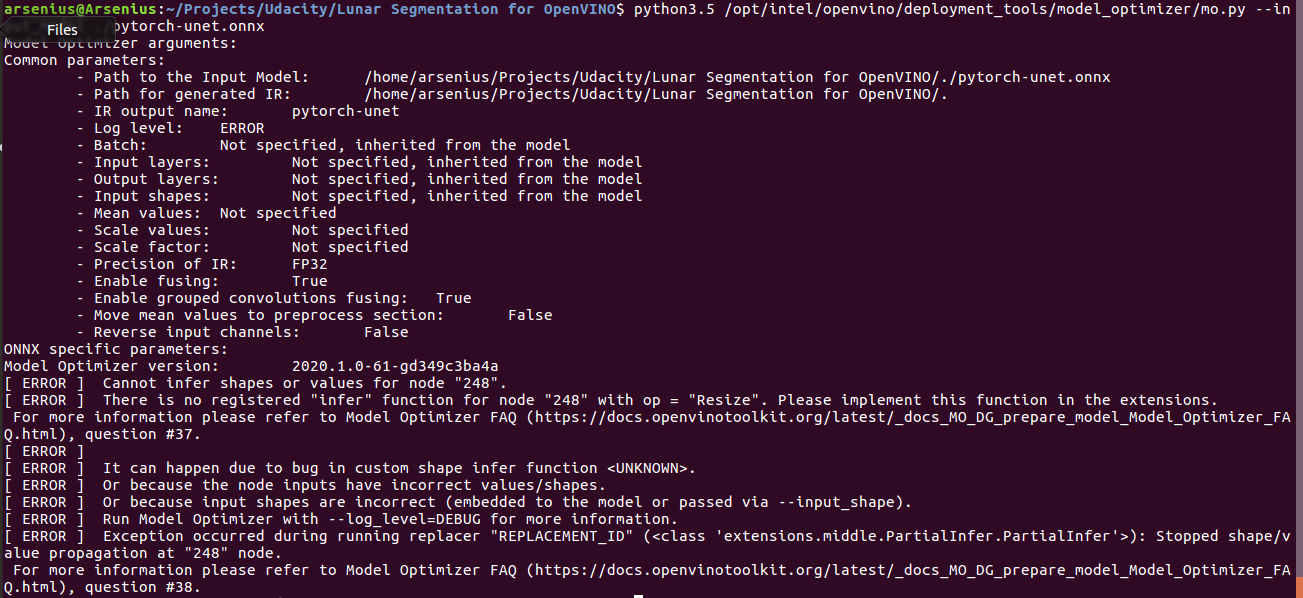 arsenius@Arsenius:~/Projects/Udacity/Lunar Segmentation for OpenVINO$ python3.5 /opt/intel/openvino/deployment_tools/model_optimizer/mo.py --in
Files
pytorch-unet.onnx
Model Optimizer arguments:
Common parameters:
- Path to the Input Model: /home/arsenius/Projects/Udacity/Lunar Segmentation for OpenVINO/./pytorch-unet.onnx
- Path for generated IR: /home/arsenius/Projects/Udacity/Lunar Segmentation for OpenVINO/.
- IR output name: pytorch-unet
- Log level: ERROR
- Batch: Not specified, inherited from the model
- Input layers: Not specified, inherited from the model
- Output layers: Not specified, inherited from the model
- Input shapes: Not specified, inherited from the model
- Mean values: Not specified
- Scale values: Not specified
- Scale factor: Not specified
- Precision of IR: FP32
- Enable fusing: True
- Enable grouped convolutions fusing: True
- Move mean values to preprocess section: False
- Reverse input channels: False
ONNX specific parameters:
Model Optimizer version: 2020.1.0-61-gd349c3ba4a
[ ERROR ]  Cannot infer shapes or values for node "248".
[ ERROR ]  There is no registered "infer" function for node "248" with op = "Resize". Please implement this function in the extensions.
 For more information please refer to Model Optimizer FAQ (https://docs.openvinotoolkit.org/latest/_docs_MO_DG_prepare_model_Model_Optimizer_FA
Q.html), question #37.
[ ERROR ]
[ ERROR ]  It can happen due to bug in custom shape infer function <UNKNOWN>.
[ ERROR ]  Or because the node inputs have incorrect values/shapes.
[ ERROR ]  Or because input shapes are incorrect (embedded to the model or passed via --input_shape).
[ ERROR ]  Run Model Optimizer with --log_level=DEBUG for more information.
[ ERROR ]  Exception occurred during running replacer "REPLACEMENT_ID" (<class 'extensions.middle.PartialInfer.PartialInfer'>): Stopped shape/v
alue propagation at "248" node.
 For more information please refer to Model Optimizer FAQ (https://docs.openvinotoolkit.org/latest/_docs_MO_DG_prepare_model_Model_Optimizer_FA
Q.html), question #38.